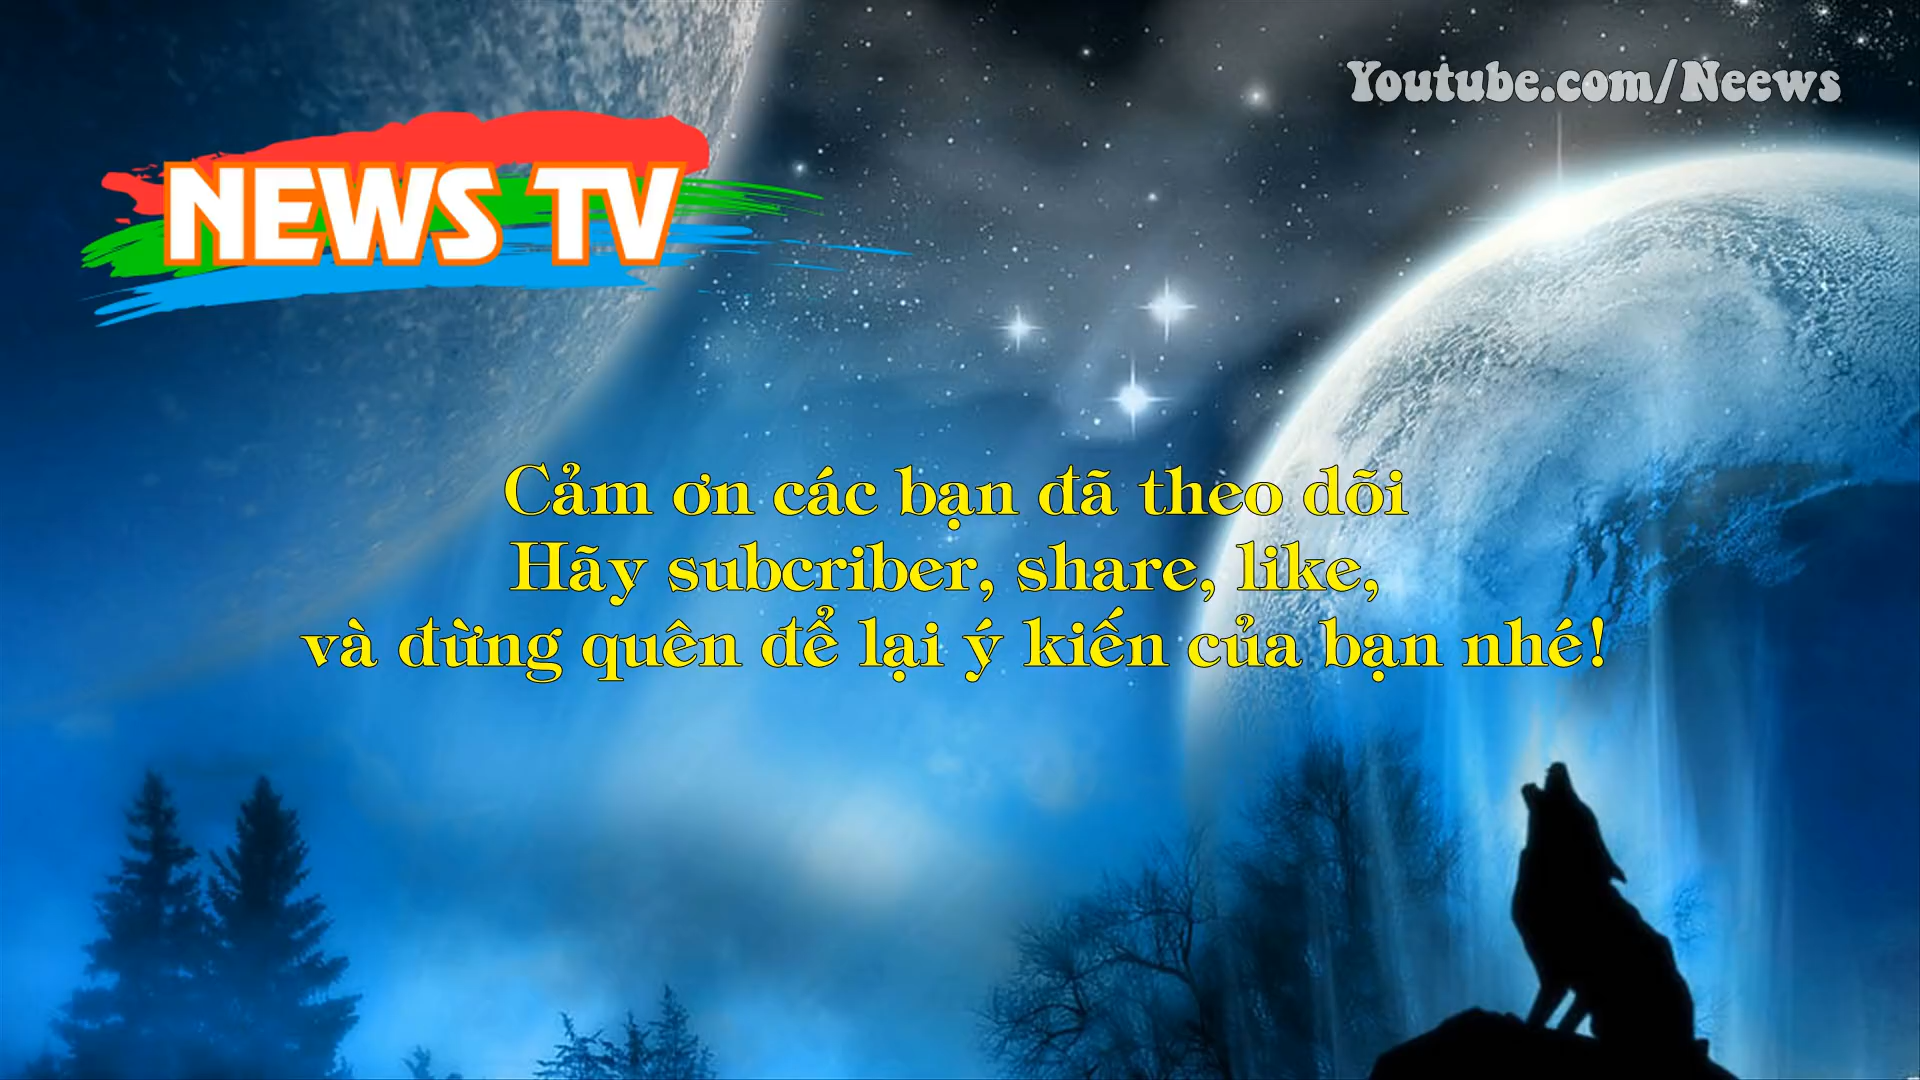 Youtube.com/Neews
NEWS TV
Cảm ơn các bạn đã theo dõi
Hãy subcriber, share, like,
và đừng quên để lại ý kiến của bạn nhé!